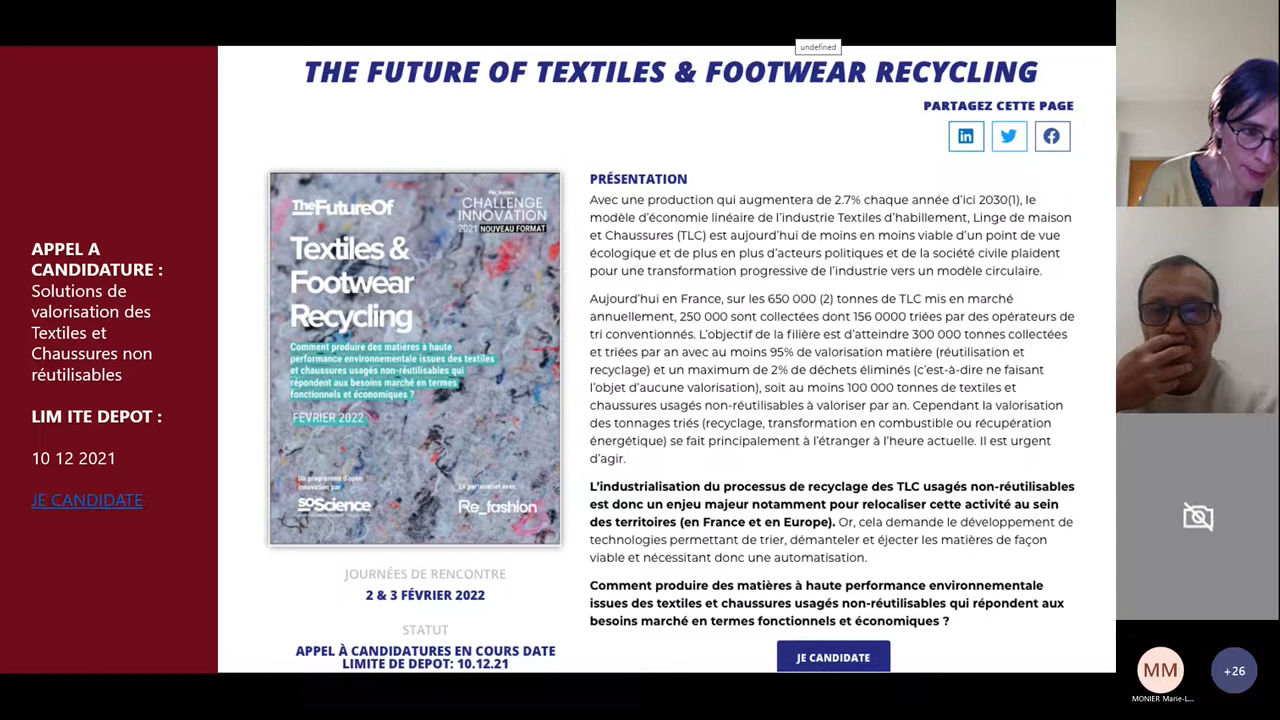 undefined
THE FUTURE OF TEXTILES & FOOTWEAR RECYCLING
PARTAGEZ CETTE PAGE
APPEL A
CANDIDATURE :
Solutions de
valorisation des
Textiles et
Chaussures non
réutilisables
LIM ITE DEPOT :
10 12 2021
JE CANDIDATE
TheFutureOf
Re_fashion
CHALLENGE
INNOVATION
2021 NOUVEAU FORMAT
Textiles &
Footwear
Recycling
Comment produire des matières à haute
performance environnementale issues des textiles
et chaussures usagés non-réutilisables qui
répondent aux besoins marché en termes
fonctionnels et économiques ?
FEVRIER 2022
Un programme d'open
innovation par
SoScience
En partenariat avec
Re_fashion
JOURNÉES DE RENCONTRE
2 & 3 FÉVRIER 2022
STATUT
APPEL À CANDIDATURES EN COURS DATE
LIMITE DE DEPOT: 10.12.21
PRÉSENTATION
Avec une production qui augmentera de 2.7% chaque année d'ici 2030(1), le
modèle d'économie linéaire de l'industrie Textiles d'habillement, Linge de maison
et Chaussures (TLC) est aujourd'hui de moins en moins viable d'un point de vue
écologique et de plus en plus d'acteurs politiques et de la société civile plaident
pour une transformation progressive de l'industrie vers un modèle circulaire.
Aujourd'hui en France, sur les 650 000 (2) tonnes de TLC mis en marché
annuellement, 250 000 sont collectées dont 156 0000 triées par des opérateurs de
tri conventionnés. L'objectif de la filière est d'atteindre 300 000 tonnes collectées
et triées par an avec au moins 95% de valorisation matière (réutilisation et
recyclage) et un maximum de 2% de déchets éliminés (c'est-à-dire ne faisant
l'objet d'aucune valorisation), soit au moins 100 000 tonnes de textiles et
chaussures usagés non-réutilisables à valoriser par an. Cependant la valorisation
des tonnages triés (recyclage, transformation en combustible ou récupération
énergétique) se fait principalement à l'étranger à l'heure actuelle. Il est urgent
d'agir.
L'industrialisation du processus de recyclage des TLC usagés non-réutilisables
est donc un enjeu majeur notamment pour relocaliser cette activité au sein
des territoires (en France et en Europe). Or, cela demande le développement de
technologies permettant de trier, démanteler et éjecter les matières de façon
viable et nécessitant donc une automatisation.
Comment produire des matières à haute performance environnementale
issues des textiles et chaussures usagés non-réutilisables qui répondent aux
besoins marché en termes fonctionnels et économiques ?
JE CANDIDATE
MM
MONIER Marie-L...
+26